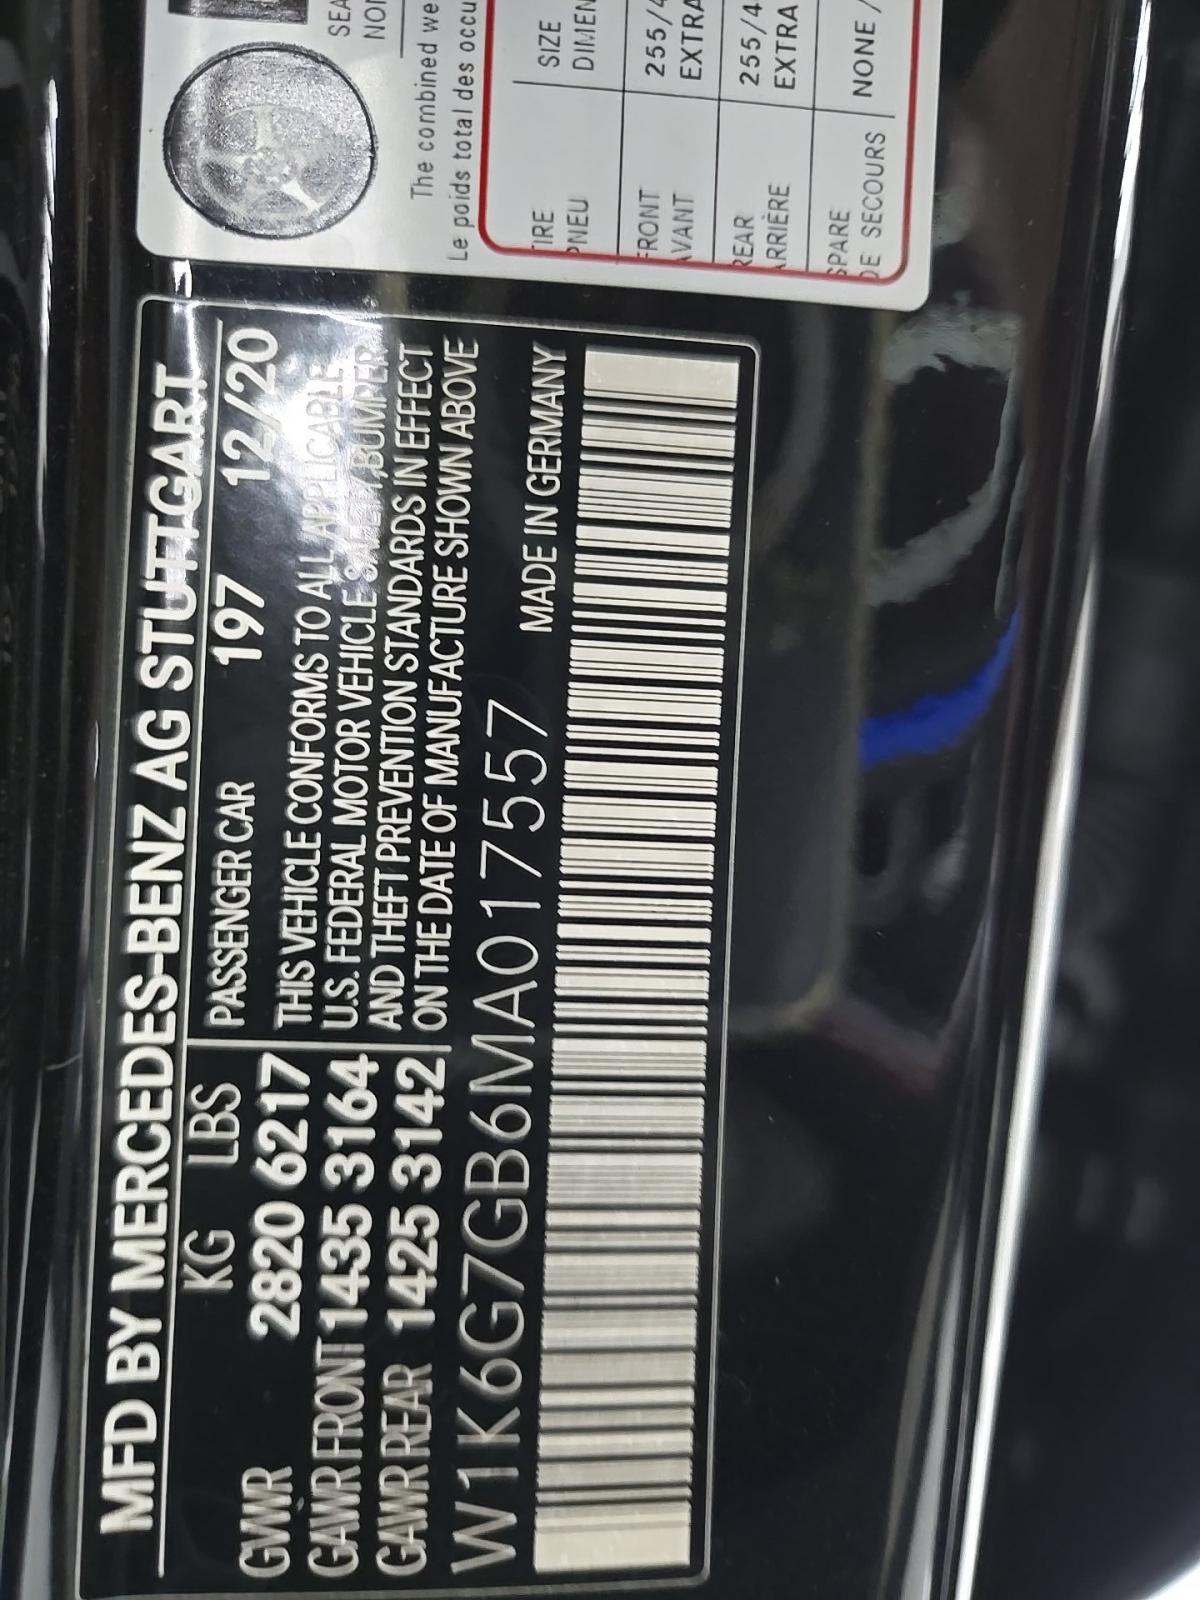 MFD BY MERCEDES-BENZ AG STUTTGART
KG LBS PASSENGER CAR 197 12/20
GWR 2820 6217
GAWR FRONT 1435 3164
GAWR REAR 1425 3142
THIS VEHICLE CONFORMS TO ALL APPLICABLE
U.S. FEDERAL MOTOR VEHICLE SAFETY, BUMPER
AND THEFT PREVENTION STANDARDS IN EFFECT
ON THE DATE OF MANUFACTURE SHOWN ABOVE
W1K6G7GB6MA017557 MADE IN GERMANY
The combined we
Le poids total des occu
TIRE SIZE
PNEU DIMEN
FRONT 255/4
AVANT EXTRA
REAR 255/4
ARRIÈRE EXTRA
SPARE NONE /
DE SECOURS